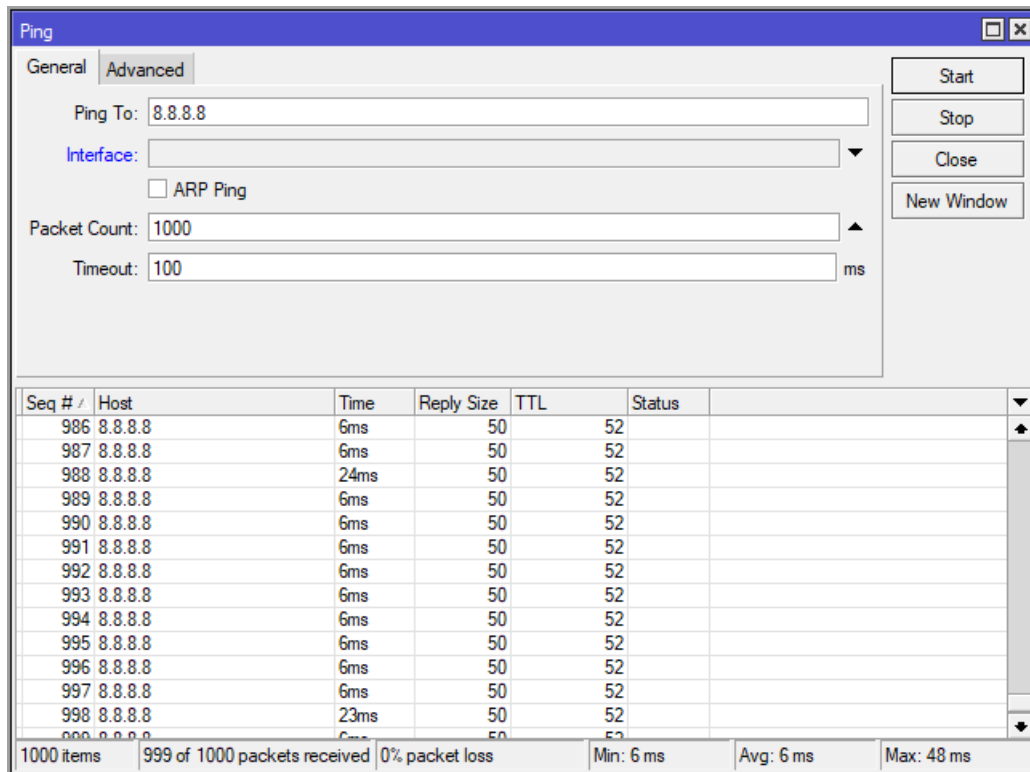 Ping
General Advanced
Start
Ping To: 8.8.8.8
Stop
Interface:
Close
ARP Ping
New Window
Packet Count: 1000
Timeout: 100 ms
Seq # Host Time Reply Size TTL Status
986 8.8.8.8 6ms 50 52
987 8.8.8.8 6ms 50 52
988 8.8.8.8 24ms 50 52
989 8.8.8.8 6ms 50 52
990 8.8.8.8 6ms 50 52
991 8.8.8.8 6ms 50 52
992 8.8.8.8 6ms 50 52
993 8.8.8.8 6ms 50 52
994 8.8.8.8 6ms 50 52
995 8.8.8.8 6ms 50 52
996 8.8.8.8 6ms 50 52
997 8.8.8.8 6ms 50 52
998 8.8.8.8 23ms 50 52
999 8.8.8.8 6ms 50 52
1000 items 999 of 1000 packets received 0% packet loss Min: 6 ms Avg: 6 ms Max: 48 ms